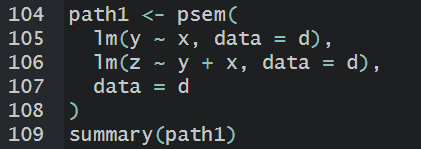 104 path1 <- psem(
105   lm(y ~ x, data = d),
106   lm(z ~ y + x, data = d),
107   data = d
108 )
109 summary(path1)